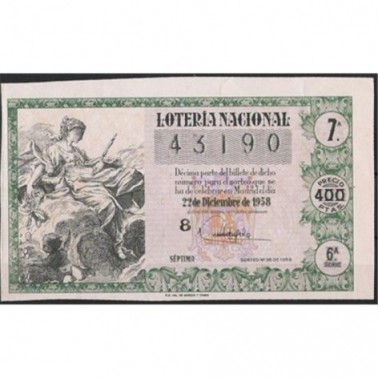 LOTERÍA NACIONAL
7ª
43190
Décima parte del billete de dicho
número para el sorteo que se
ha de celebrar en Madrid el día
22 de Diciembre de 1958
PRECIO
400
PTAS
8
SÉPTIMO
6ª
SERIE